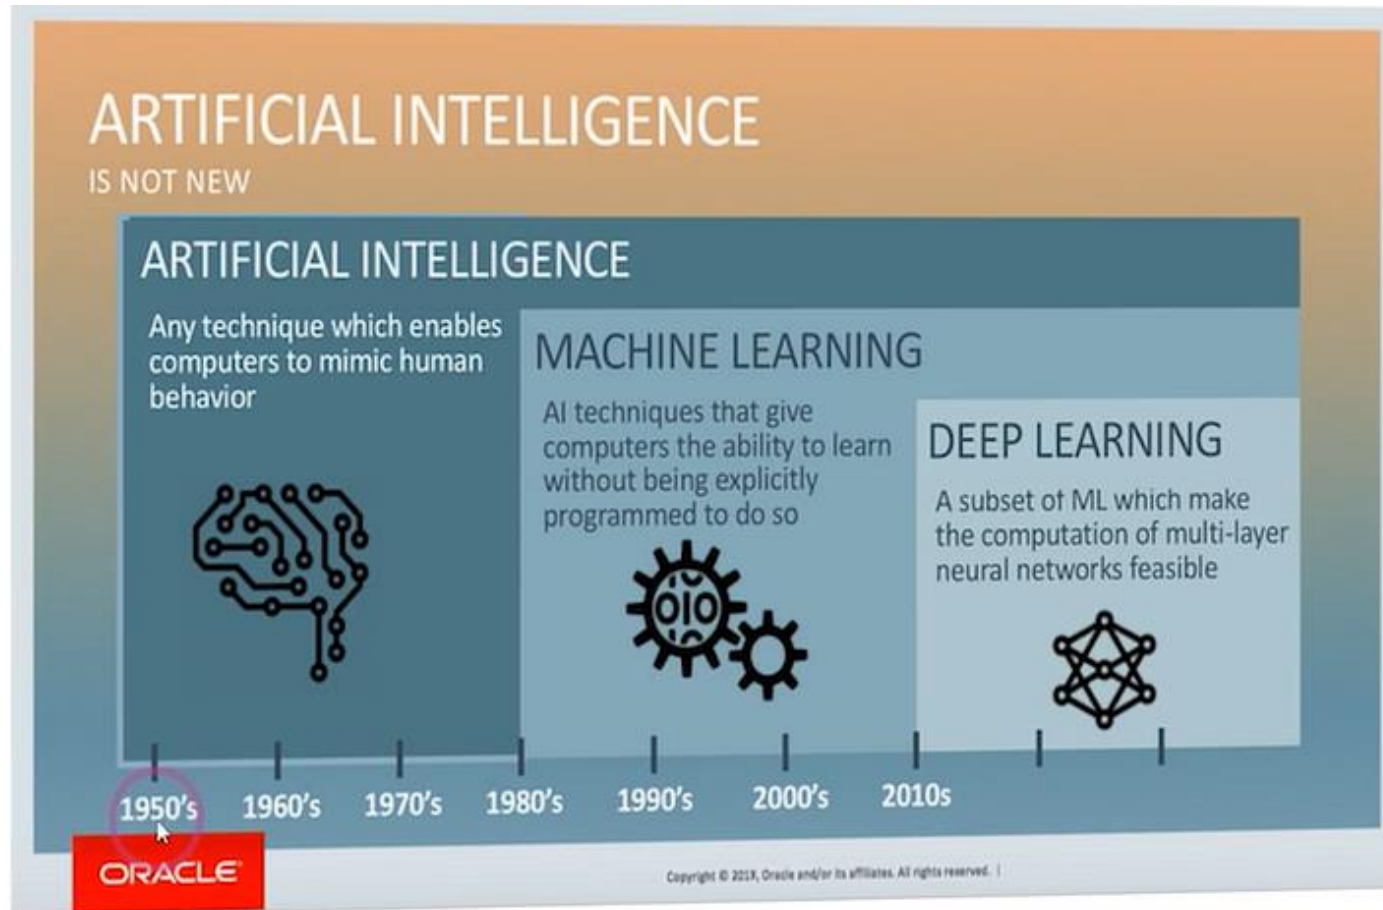 ARTIFICIAL INTELLIGENCE
IS NOT NEW
ARTIFICIAL INTELLIGENCE
Any technique which enables
computers to mimic human
behavior
MACHINE LEARNING
AI techniques that give
computers the ability to learn
without being explicitly
programmed to do so
OIO
DEEP LEARNING
A subset of ML which make
the computation of multi-layer
neural networks feasible
1950's 1960's 1970's 1980's 1990's 2000's 2010s
ORACLE
Copyright © 2018, Oracle and/or its affiliates. All rights reserved. |